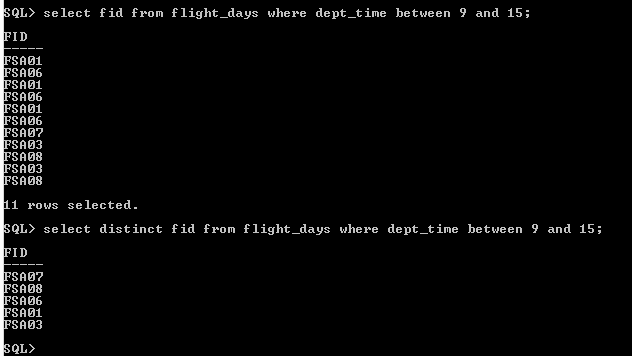 SQL> select fid from flight_days where dept_time between 9 and 15;
FID
-----
FSA01
FSA06
FSA01
FSA06
FSA01
FSA06
FSA07
FSA03
FSA08
FSA03
FSA08
11 rows selected.
SQL> select distinct fid from flight_days where dept_time between 9 and 15;
FID
-----
FSA07
FSA08
FSA06
FSA01
FSA03
SQL>